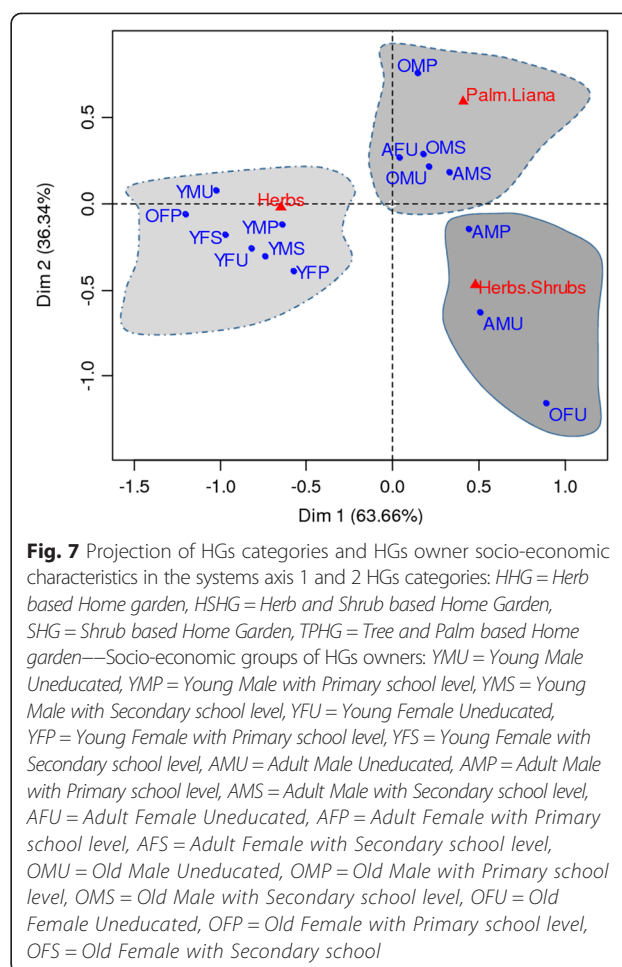 0.5
0.0
-0.5
-1.0
Dim 2 (36.34%)
OMP
Palm.Liana
AFU OMS
OMU AMS
YMU
Herbs
OFP
YFS YMP
YFU YMS
YFP
AMP
Herbs.Shrubs
AMU
OFU
-1.5 -1.0 -0.5 0.0 0.5 1.0
Dim 1 (63.66%)
Fig. 7 Projection of HGs categories and HGs owner socio-economic
characteristics in the systems axis 1 and 2 HGs categories: HHG = Herb
based Home garden, HSHG = Herb and Shrub based Home Garden,
SHG = Shrub based Home Garden, TPHG = Tree and Palm based Home
garden––Socio-economic groups of HGs owners: YMU = Young Male
Uneducated, YMP = Young Male with Primary school level, YMS = Young
Male with Secondary school level, YFU = Young Female Uneducated,
YFP = Young Female with Primary school level, YFS = Young Female with
Secondary school level, AMU = Adult Male Uneducated, AMP = Adult Male
with Primary school level, AMS = Adult Male with Secondary school level,
AFU = Adult Female Uneducated, AFP = Adult Female with Primary
school level, AFS = Adult Female with Secondary school level,
OMU = Old Male Uneducated, OMP = Old Male with Primary school
level, OMS = Old Male with Secondary school level, OFU = Old
Female Uneducated, OFP = Old Female with Primary school level,
OFS = Old Female with Secondary school